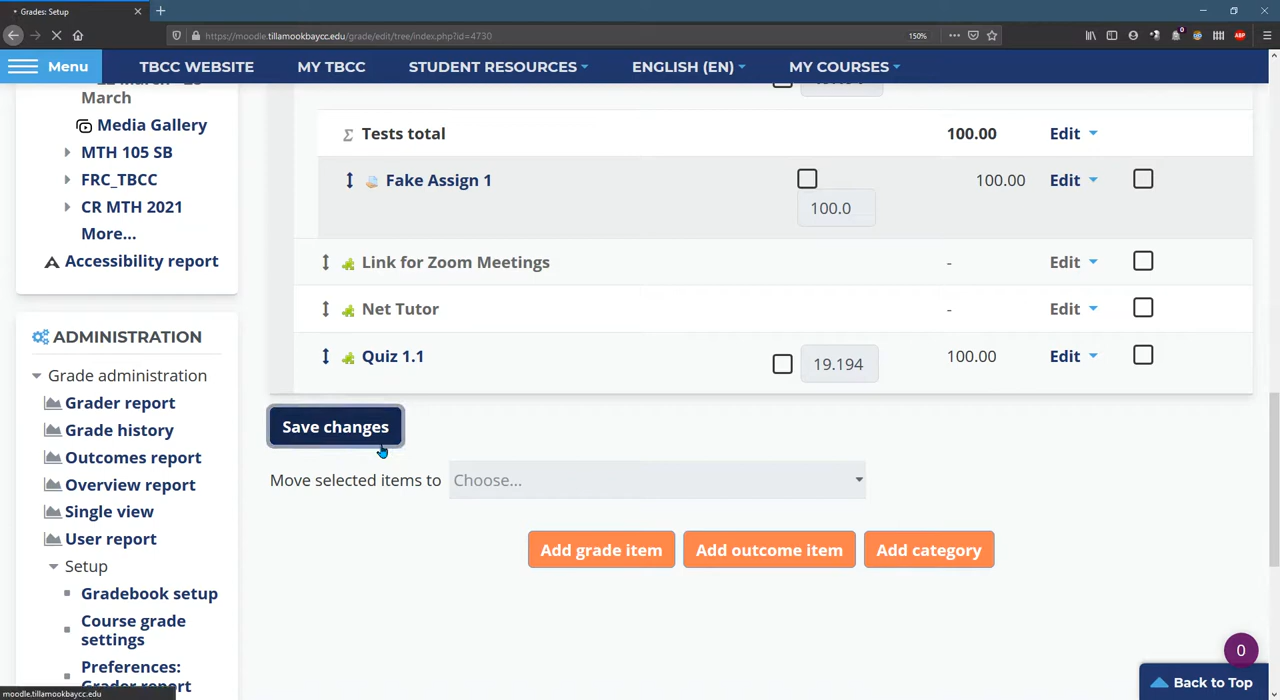 Grades: Setup
https://moodle.tillamookbaycc.edu/grade/edit/tree/index.php?id=4730
150%
0
ABP
Menu
TBCC WEBSITE
MY TBCC
STUDENT RESOURCES
ENGLISH (EN)
MY COURSES
March
Media Gallery
MTH 105 SB
FRC_TBCC
CR MTH 2021
More...
Accessibility report
ADMINISTRATION
Grade administration
Grader report
Grade history
Outcomes report
Overview report
Single view
User report
Setup
Gradebook setup
Course grade
settings
Preferences:
Grader report
Σ Tests total 100.00 Edit
Fake Assign 1 100.00 Edit
100.0
Link for Zoom Meetings - Edit
Net Tutor - Edit
Quiz 1.1 19.194 100.00 Edit
Save changes
Move selected items to Choose...
Add grade item
Add outcome item
Add category
0
Back to Top
moodle.tillamookbaycc.edu